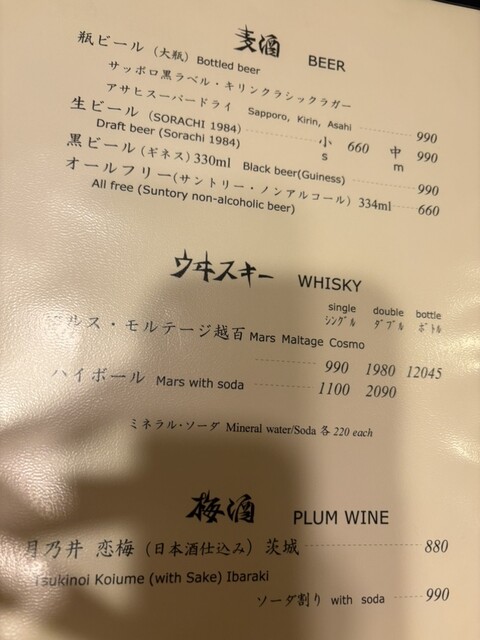 麦酒 BEER
瓶ビール（大瓶）Bottled beer
サッポロ黒ラベル・キリンクラシックラガー
アサヒスーパードライ Sapporo, Kirin, Asahi 990
生ビール（SORACHI 1984） 小 660 中 990
Draft beer (Sorachi 1984) s m
黒ビール（ギネス）330ml Black beer(Guiness) 990
オールフリー（サントリー・ノンアルコール）334ml 660
All free (Suntory non-alcoholic beer)
ウヰスキー WHISKY
single double bottle
シングル ダブル ボトル
マルス・モルテージ越百 Mars Maltage Cosmo
990 1980 12045
ハイボール Mars with soda 1100 2090
ミネラル・ソーダ Mineral water/Soda 各 220 each
梅酒 PLUM WINE
月乃井 恋梅（日本酒仕込み）茨城 880
Tsukinoi Koiume (with Sake) Ibaraki
ソーダ割り with soda 990